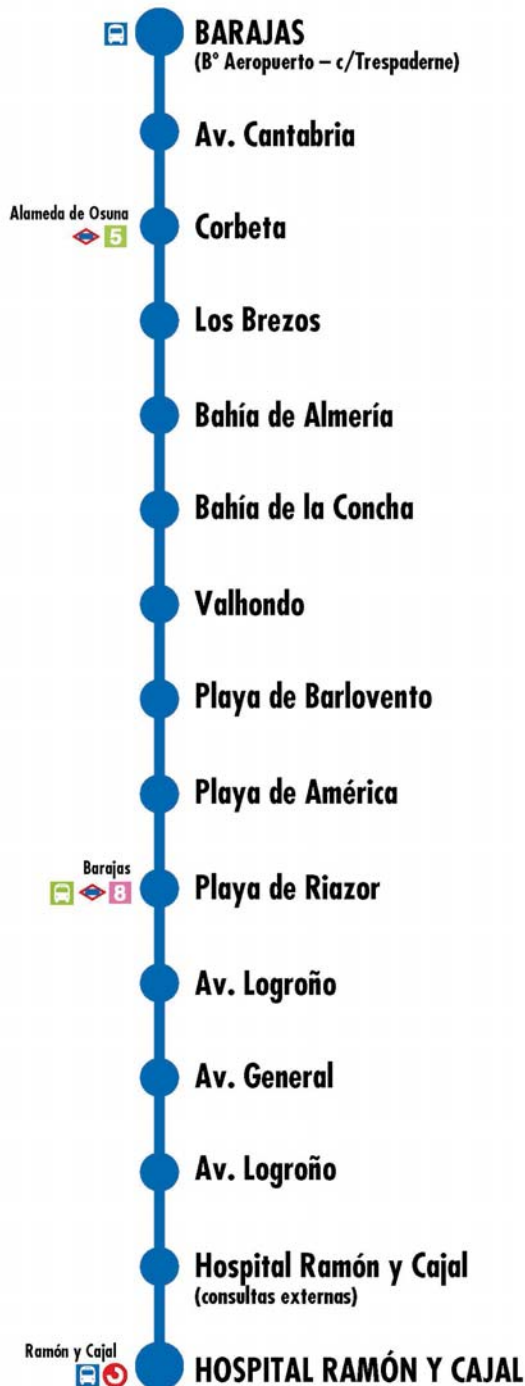 BARAJAS
(Bº Aeropuerto – c/Trespaderne)
Av. Cantabria
Alameda de Osuna
5
Corbeta
Los Brezos
Bahía de Almería
Bahía de la Concha
Valhondo
Playa de Barlovento
Playa de América
Barajas
8
Playa de Riazor
Av. Logroño
Av. General
Av. Logroño
Hospital Ramón y Cajal
(consultas externas)
Ramón y Cajal
HOSPITAL RAMÓN Y CAJAL